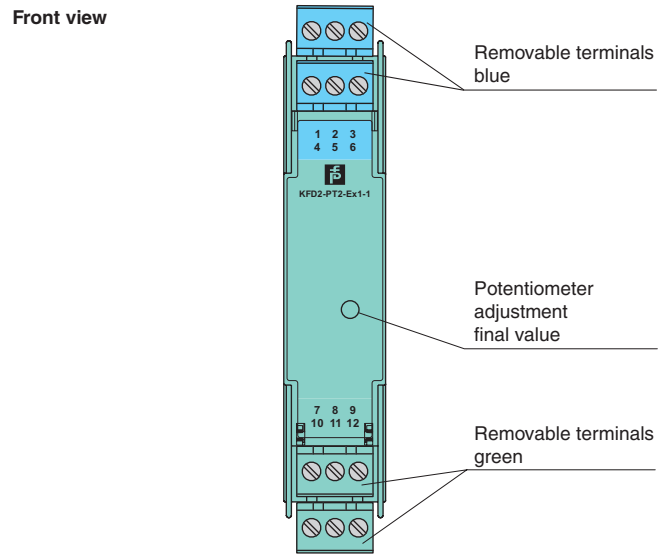 Front view
Removable terminals
blue
1 2 3
4 5 6
KFD2-PT2-Ex1-1
Potentiometer
adjustment
final value
7 8 9
10 11 12
Removable terminals
green